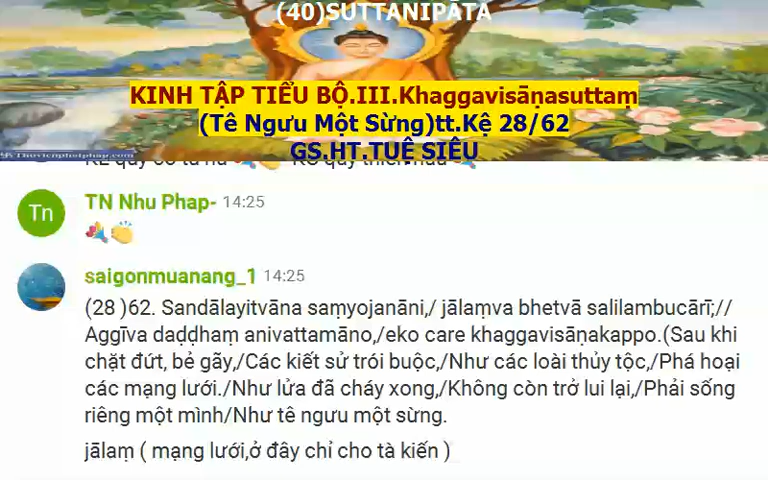 (40)SUTTANIPĀTA
KINH TẬP TIỂU BỘ.III.Khaggavisāṇasuttaṃ
(Tê Ngưu Một Sừng)tt.Kệ 28/62
GS.HT.TUỆ SIÊU
TN Nhu Phap- 14:25
Tn
saigonmuanang_1 14:25
(28 )62. Sandālayitvāna saṃyojanāni,/ jālaṃva bhetvā salilambucārī;//
Aggīva daḍḍhaṃ anivattamāno,/eko care khaggavisāṇakappo.(Sau khi
chặt đứt, bẻ gãy,/Các kiết sử trói buộc,/Như các loài thủy tộc,/Phá hoại
các mạng lưới./Như lửa đã cháy xong,/Không còn trở lui lại,/Phải sống
riêng một mình/Như tê ngưu một sừng.
jālaṃ ( mạng lưới,ở đây chỉ cho tà kiến )